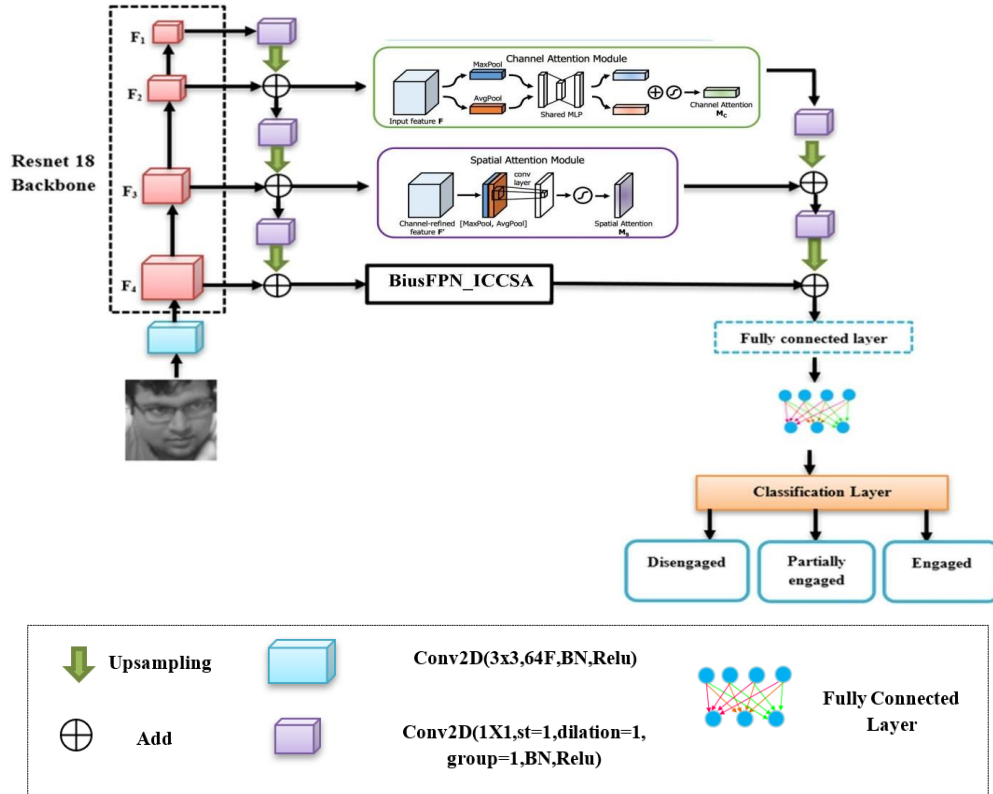 F1
F2
Resnet 18
Backbone
F3
F4
Channel Attention Module
MaxPool
AvgPool
Input feature F
Shared MLP
Channel Attention
MC
Spatial Attention Module
conv
layer
Channel-refined
feature F'
[MaxPool, AvgPool]
Spatial Attention
Ms
BiusFPN_ICCSA
Fully connected layer
Classification Layer
Disengaged
Partially
engaged
Engaged
Upsampling
Conv2D(3x3,64F,BN,Relu)
Add
Conv2D(1X1,st=1,dilation=1,
group=1,BN,Relu)
Fully Connected
Layer